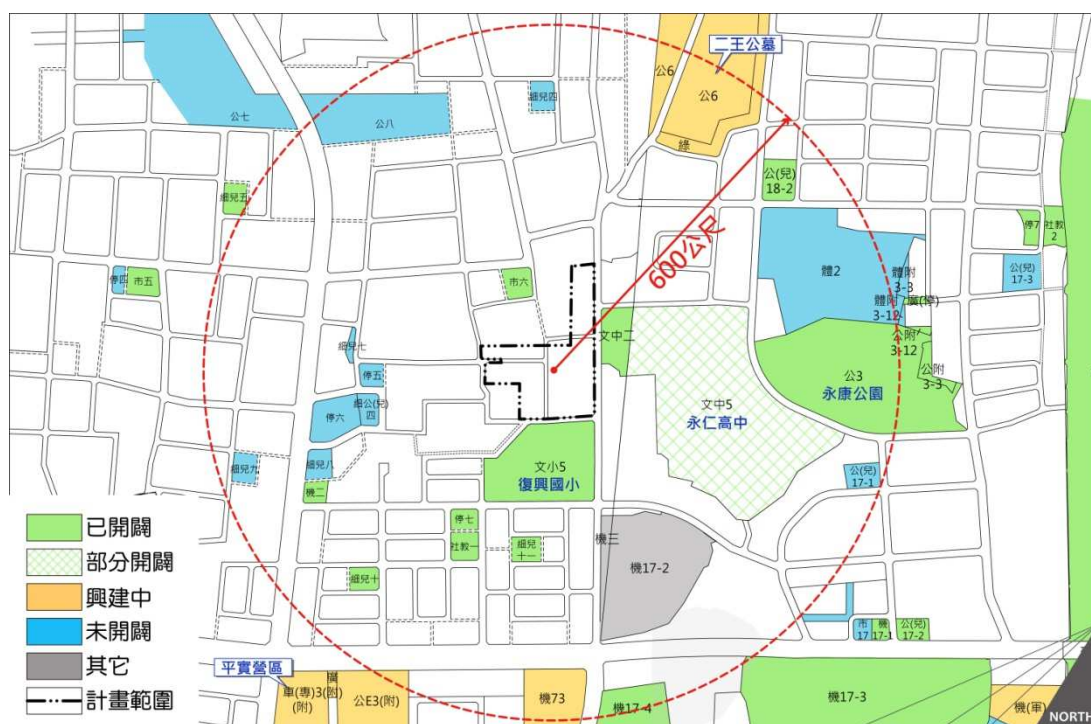 二王公墓
公6
公6
綠
公七
公八
細兒四
公(兒)
18-2
細兒五
600公尺
停7
社教
2
體2
體附
3-3
公(兒)
17-3
停四
市五
市六
體附
3-12
廣(停)
文中二
公附
3-12
細兒七
公附
3-3
停五
公3
永康公園
文中5
永仁高中
停六
細公(兒)
四
文小5
復興國小
細兒九
細兒八
公(兒)
17-1
機二
停七
機三
社教一
細兒
十一
機17-2
細兒十
市
17
機
17-1
公(兒)
17-2
平實營區
車(專)3(附)
(附)
廣
公E3(附)
機73
機17-4
機17-3
機(軍)
已開闢
部分開闢
興建中
未開闢
其它
計畫範圍
NORTH